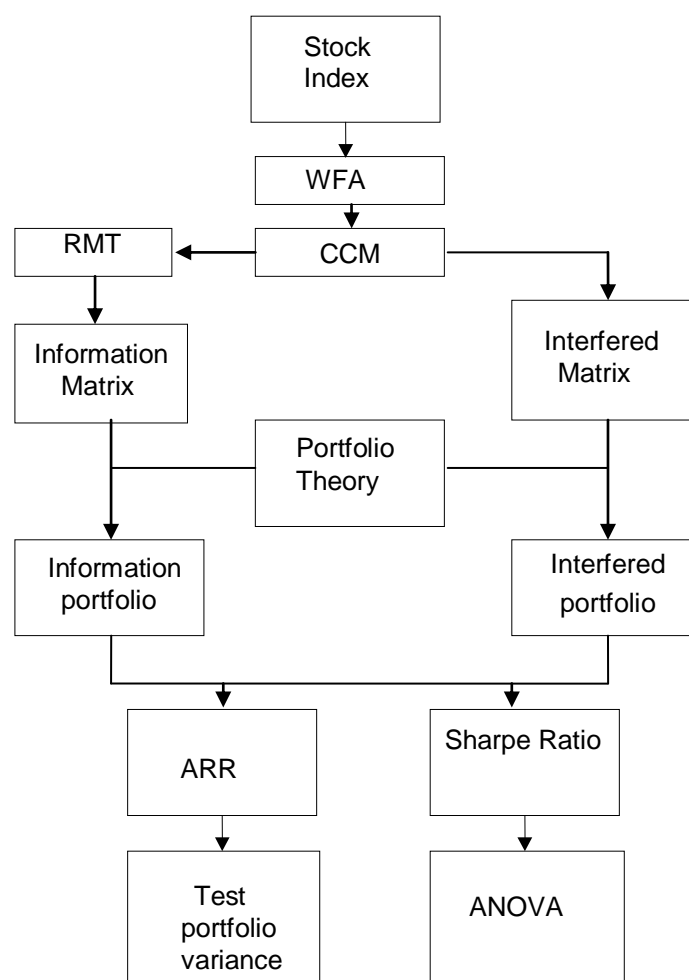 Stock
Index
WFA
RMT
CCM
Information
Matrix
Interfered
Matrix
Portfolio
Theory
Information
portfolio
Interfered
portfolio
ARR
Sharpe Ratio
Test
portfolio
variance
ANOVA